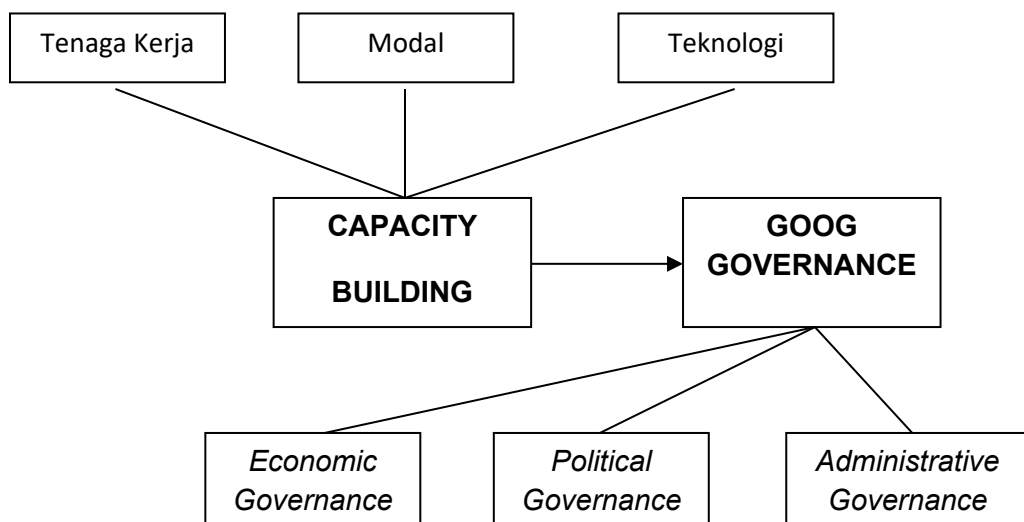 Tenaga Kerja
Modal
Teknologi
CAPACITY
BUILDING
GOOG
GOVERNANCE
Economic
Governance
Political
Governance
Administrative
Governance